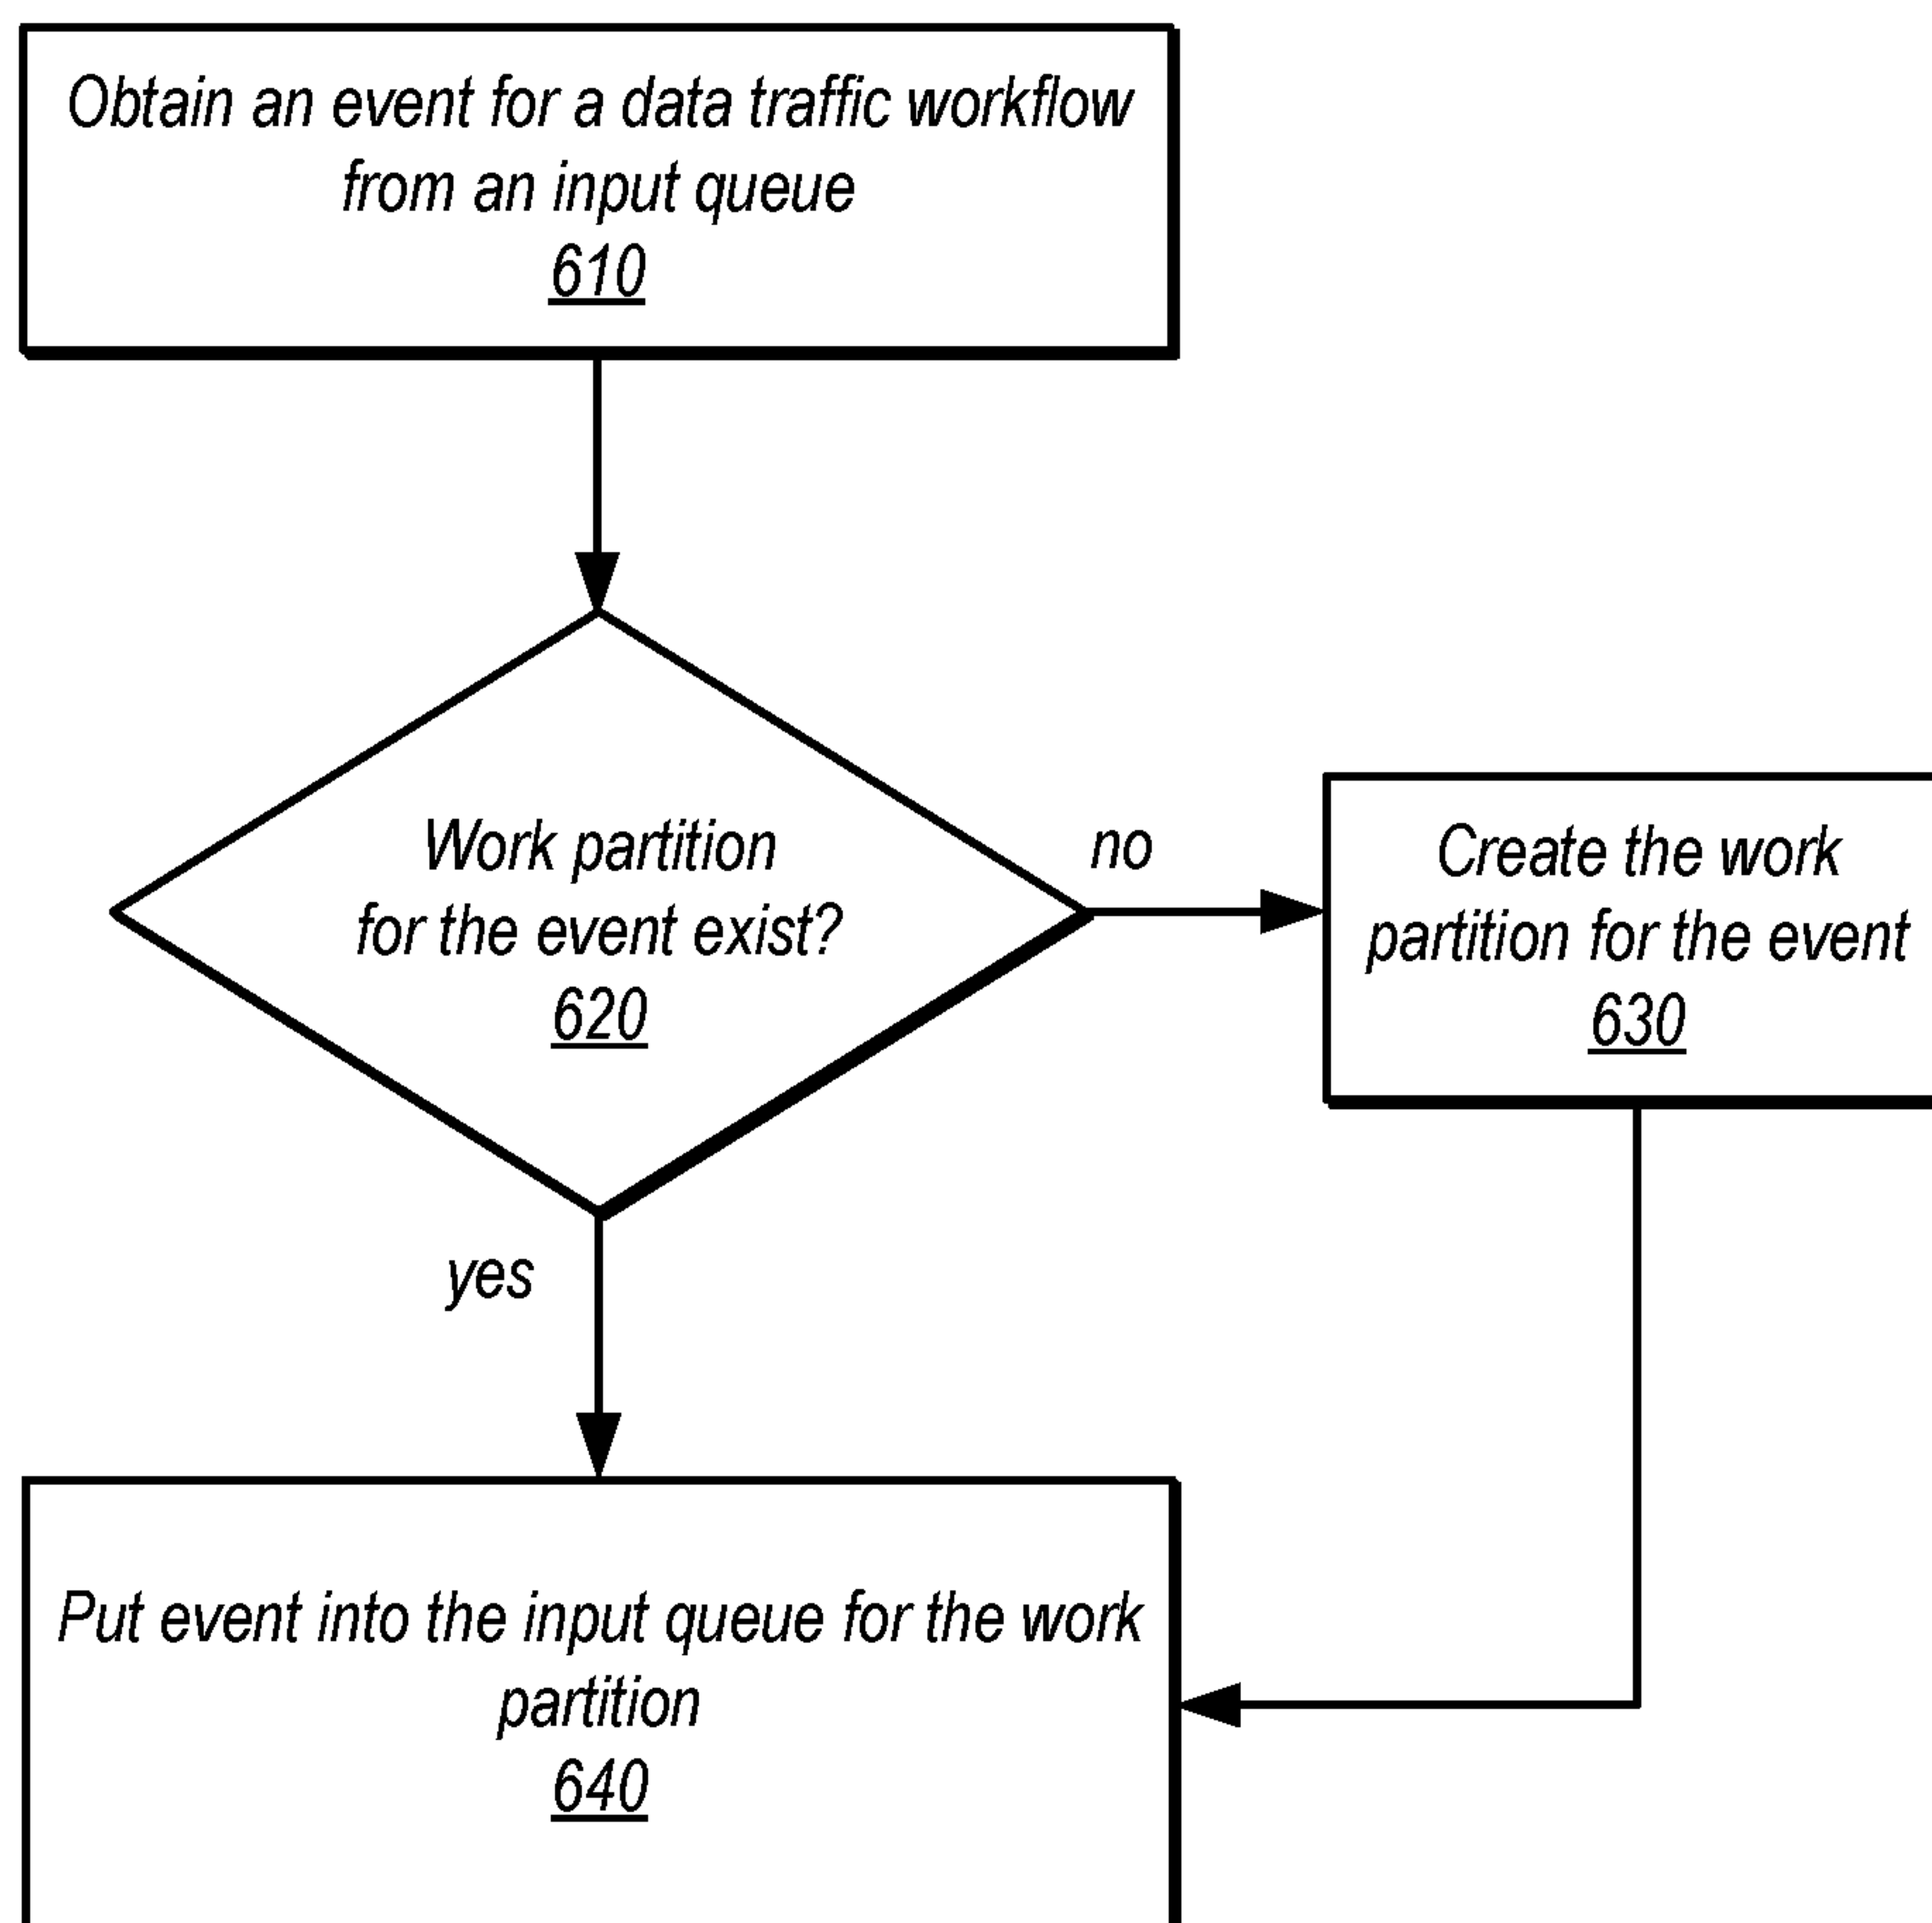 Obtain an event for a data traffic workflow
from an input queue
610
Work partition
for the event exist?
620
no
Create the work
partition for the event
630
yes
Put event into the input queue for the work
partition
640